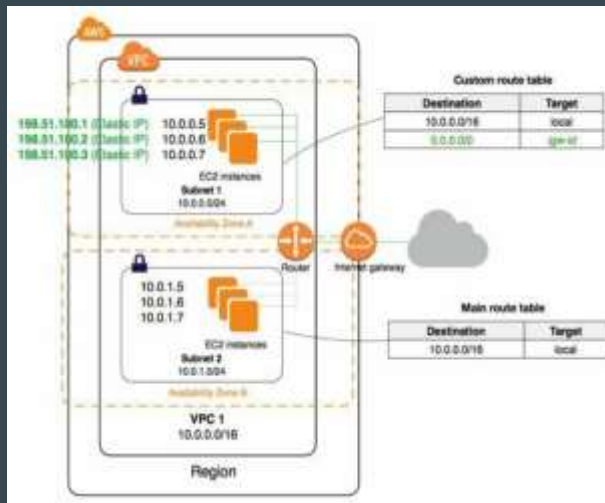 AWS
VPC
198.51.100.1 (Elastic IP) 10.0.0.5
198.51.100.2 (Elastic IP) 10.0.0.6
198.51.100.3 (Elastic IP) 10.0.0.7
EC2 instances
Subnet 1
10.0.0.0/24
Availability Zone A
Router
Internet gateway
10.0.1.5
10.0.1.6
10.0.1.7
EC2 instances
Subnet 2
10.0.1.0/24
Availability Zone B
VPC 1
10.0.0.0/16
Region
Custom route table
Destination Target
10.0.0.0/16 local
0.0.0.0/0 igw-id
Main route table
Destination Target
10.0.0.0/16 local